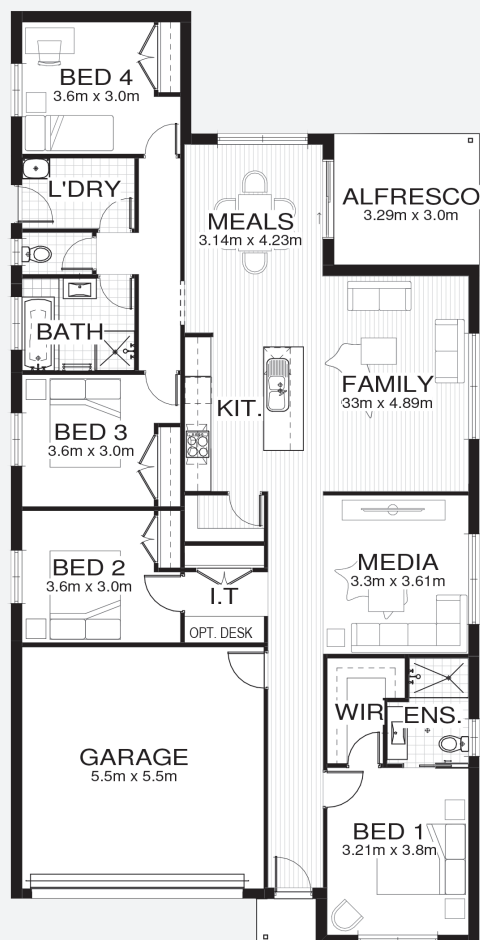 BED 4
3.6m x 3.0m
L'DRY
ALFRESCO
3.29m x 3.0m
MEALS
3.14m x 4.23m
BATH
FAMILY
33m x 4.89m
KIT.
BED 3
3.6m x 3.0m
MEDIA
3.3m x 3.61m
BED 2
3.6m x 3.0m
I.T
OPT. DESK
WIR
ENS.
GARAGE
5.5m x 5.5m
BED 1
3.21m x 3.8m